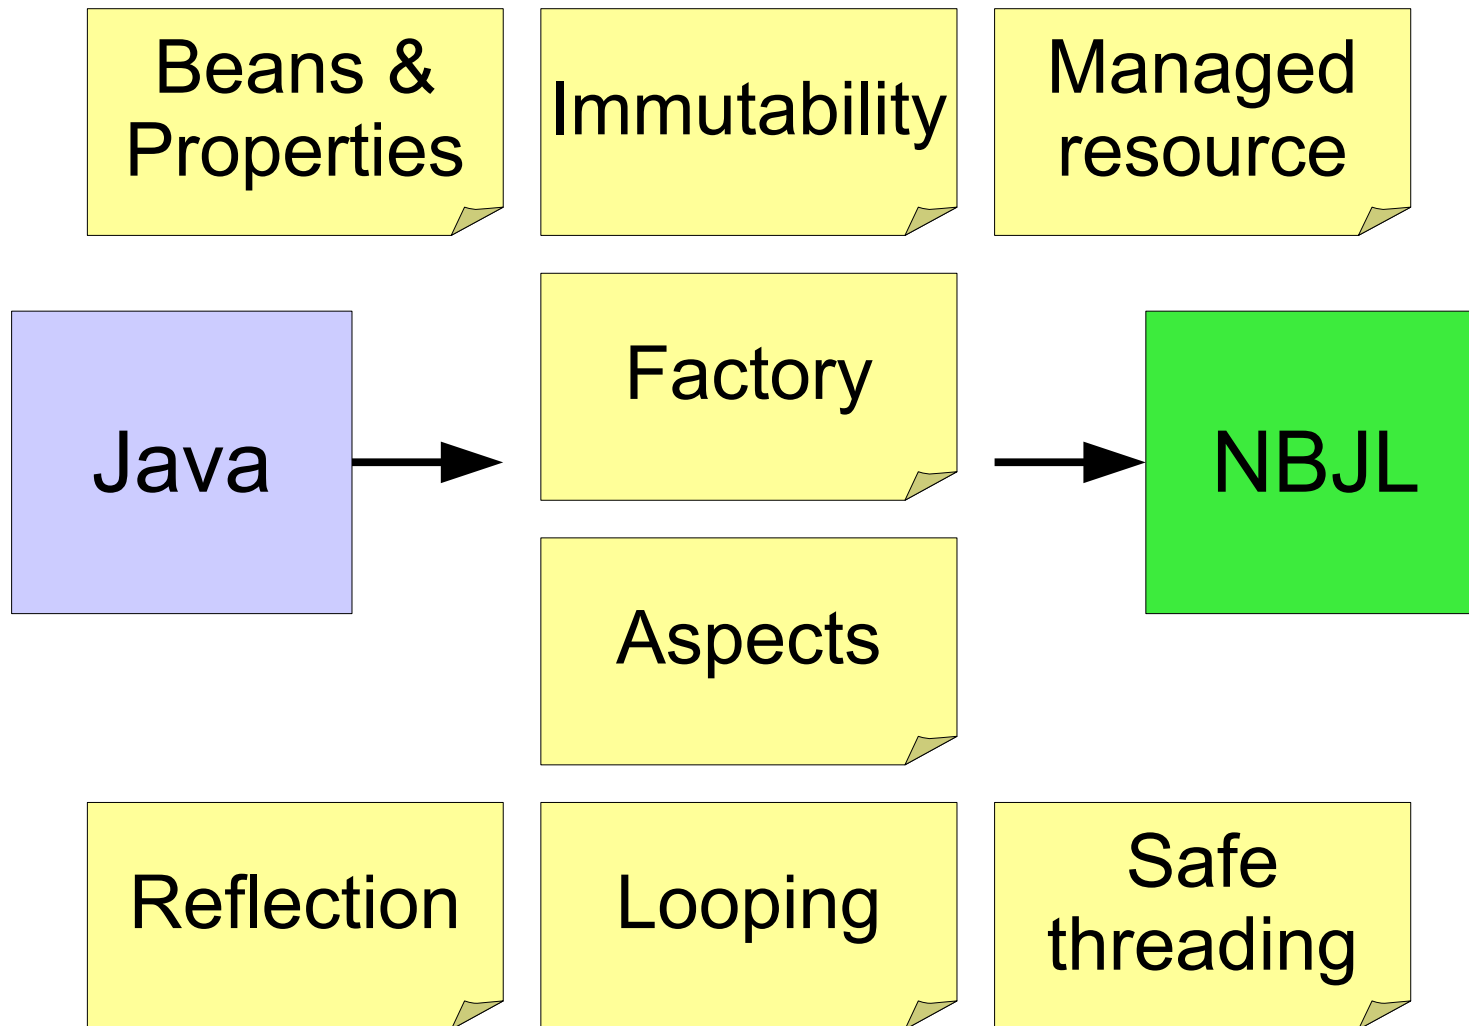 Beans &
Properties
Immutability
Managed
resource
Java
Factory
NBJL
Aspects
Reflection
Looping
Safe
threading